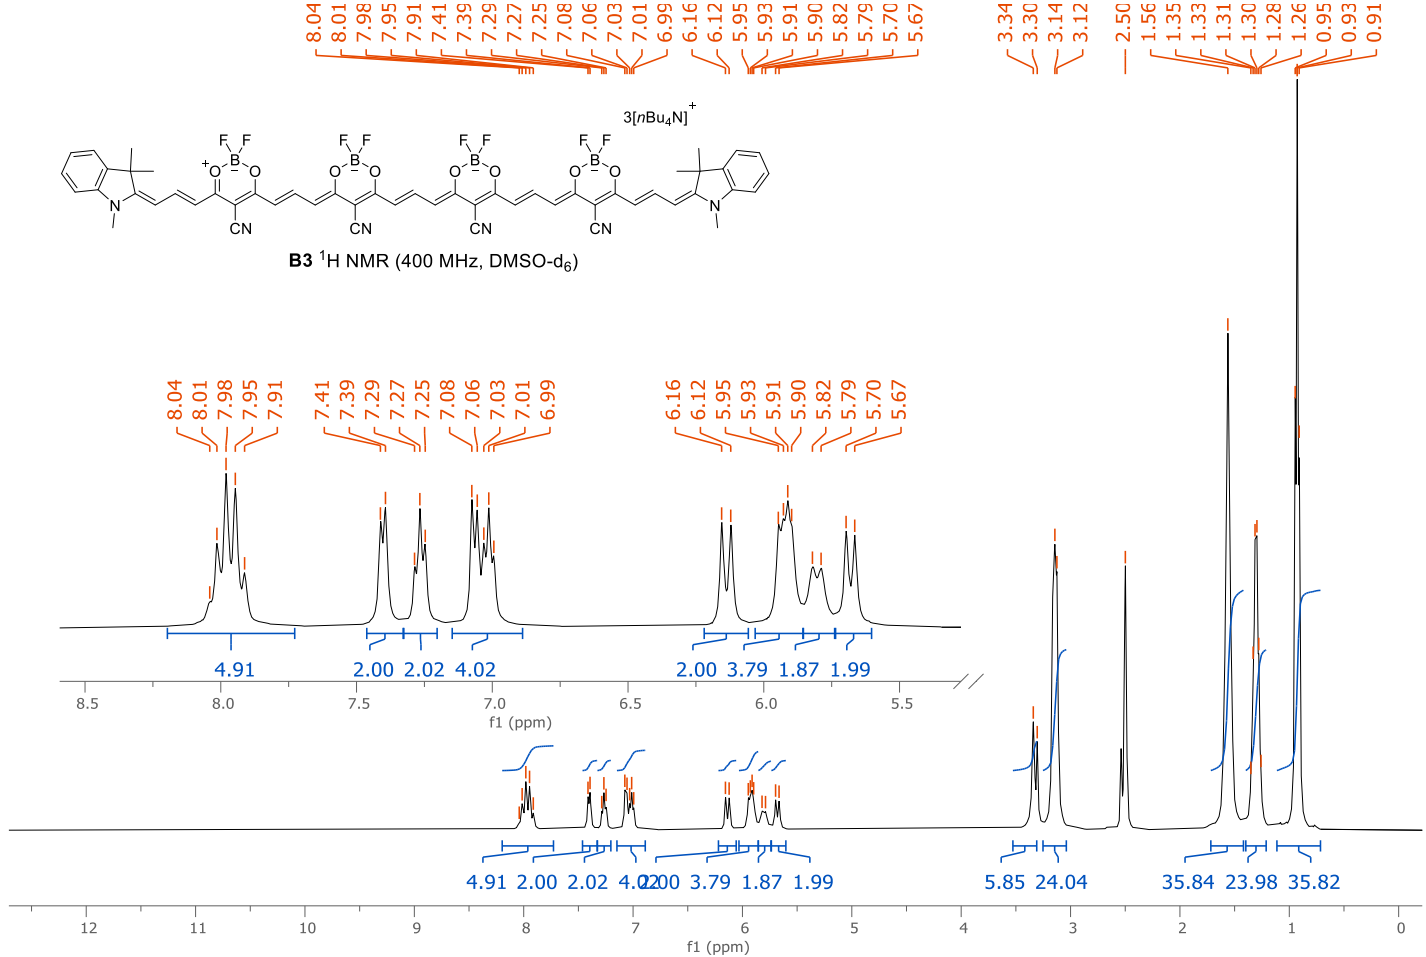 8.04 8.01 7.98 7.95 7.91 7.41 7.39 7.29 7.27 7.25 7.08 7.06 7.03 7.01 6.99 6.16 6.12 5.95 5.93 5.91 5.90 5.82 5.79 5.70 5.67 3.34 3.30 3.14 3.12 2.50 1.56 1.35 1.33 1.31 1.30 1.28 1.26 0.95 0.93 0.91
3[nBu4N]+
F F F F F F F F
+ B- B- B- B-
O O O O O O O O
N N
CN CN CN CN
B3 1H NMR (400 MHz, DMSO-d6)
8.04 8.01 7.98 7.95 7.91 7.41 7.39 7.29 7.27 7.25 7.08 7.06 7.03 7.01 6.99 6.16 6.12 5.95 5.93 5.91 5.90 5.82 5.79 5.70 5.67
4.91 2.00 2.02 4.02 2.00 3.79 1.87 1.99
8.5 8.0 7.5 7.0 6.5 6.0 5.5
f1 (ppm)
4.91 2.00 2.02 4.02 2.00 3.79 1.87 1.99 5.85 24.04 35.84 23.98 35.82
12 11 10 9 8 7 6 5 4 3 2 1 0
f1 (ppm)